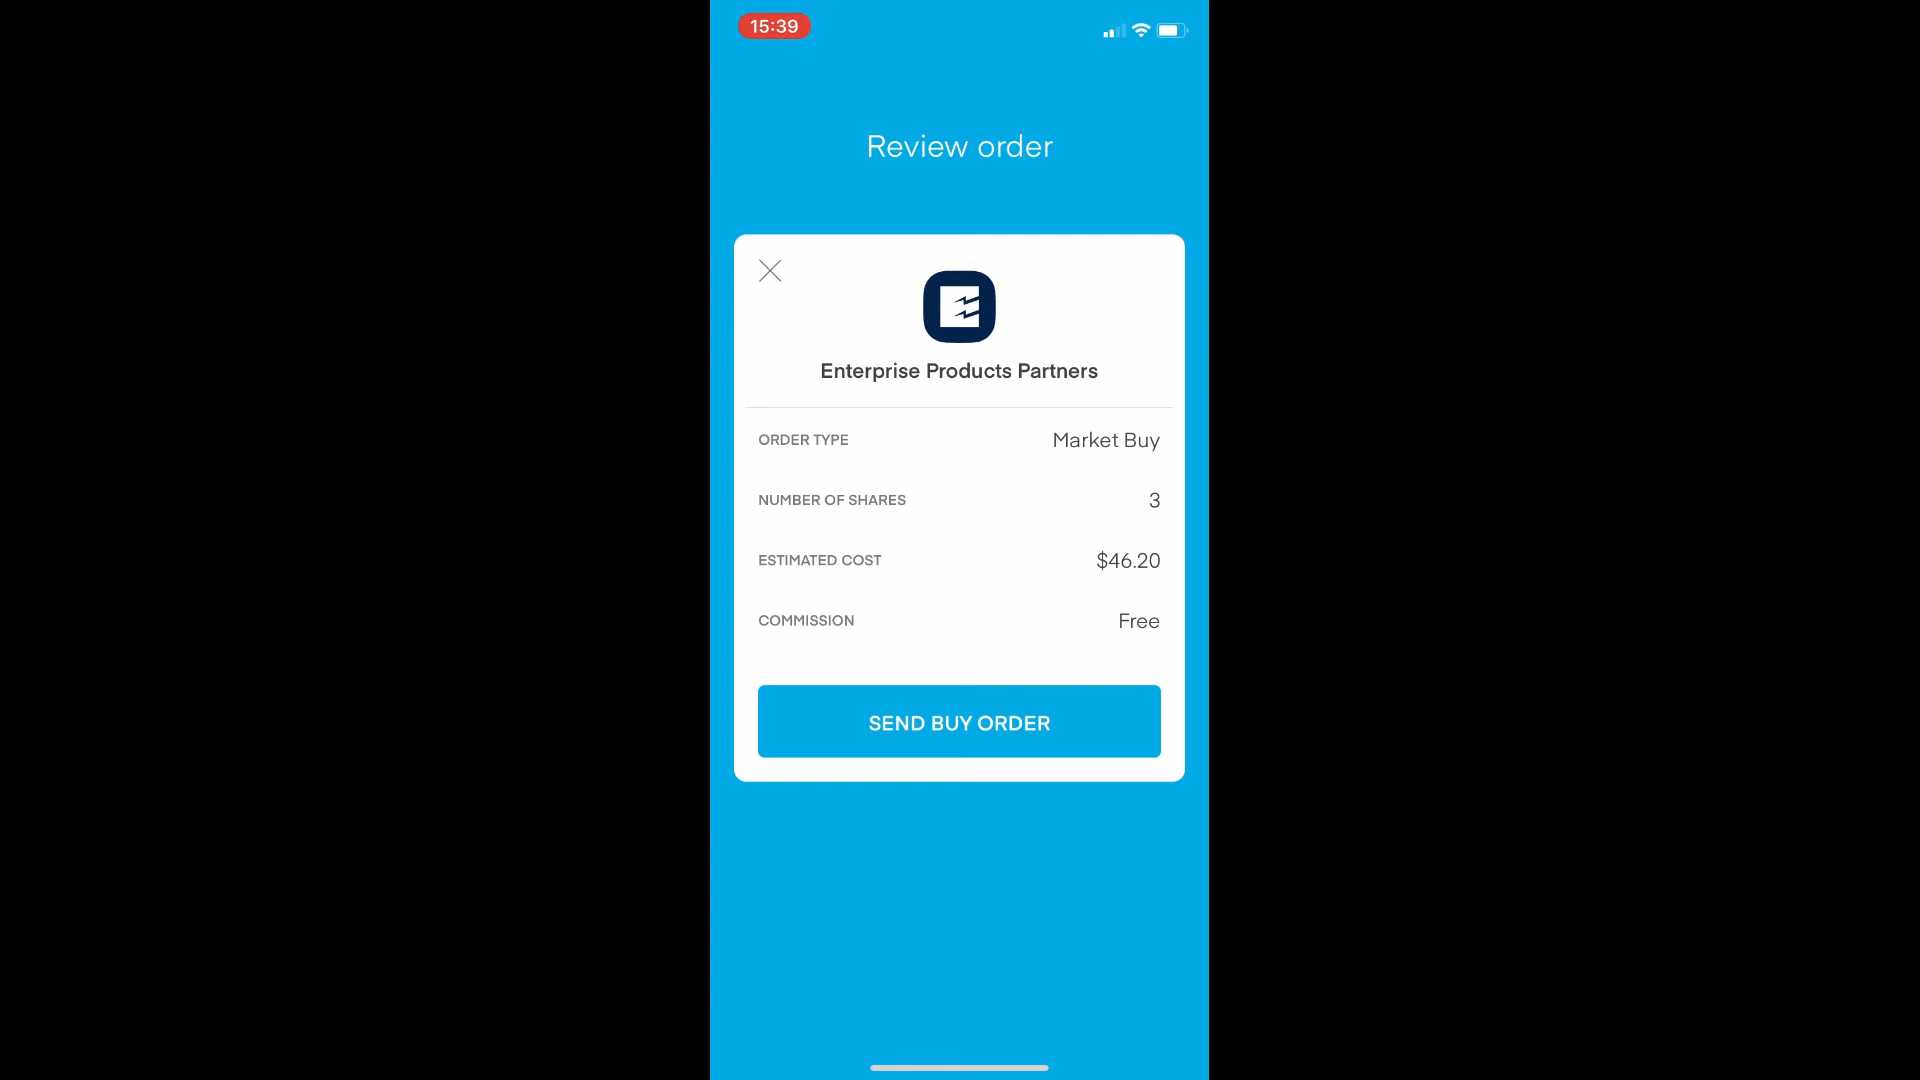 15:39
Review order
Enterprise Products Partners
ORDER TYPE Market Buy
NUMBER OF SHARES 3
ESTIMATED COST $46.20
COMMISSION Free
SEND BUY ORDER